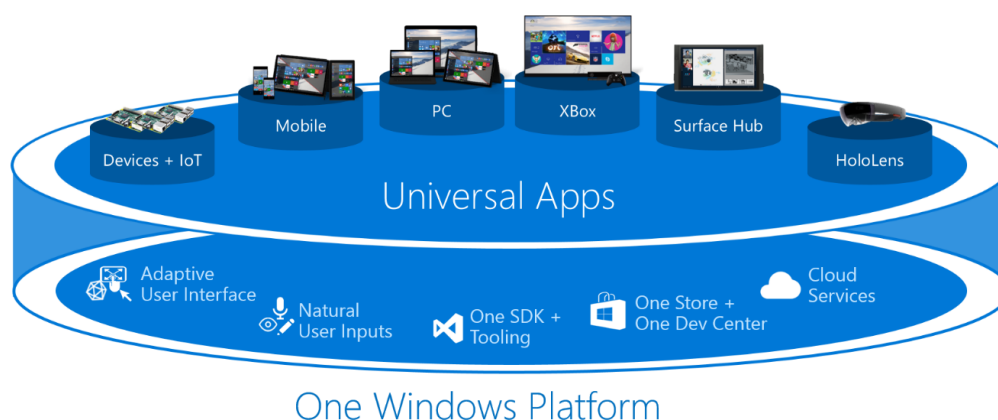 Devices + IoT
Mobile
PC
XBox
Surface Hub
HoloLens
Universal Apps
Adaptive
User Interface
Natural
User Inputs
One SDK +
Tooling
One Store +
One Dev Center
Cloud
Services
One Windows Platform